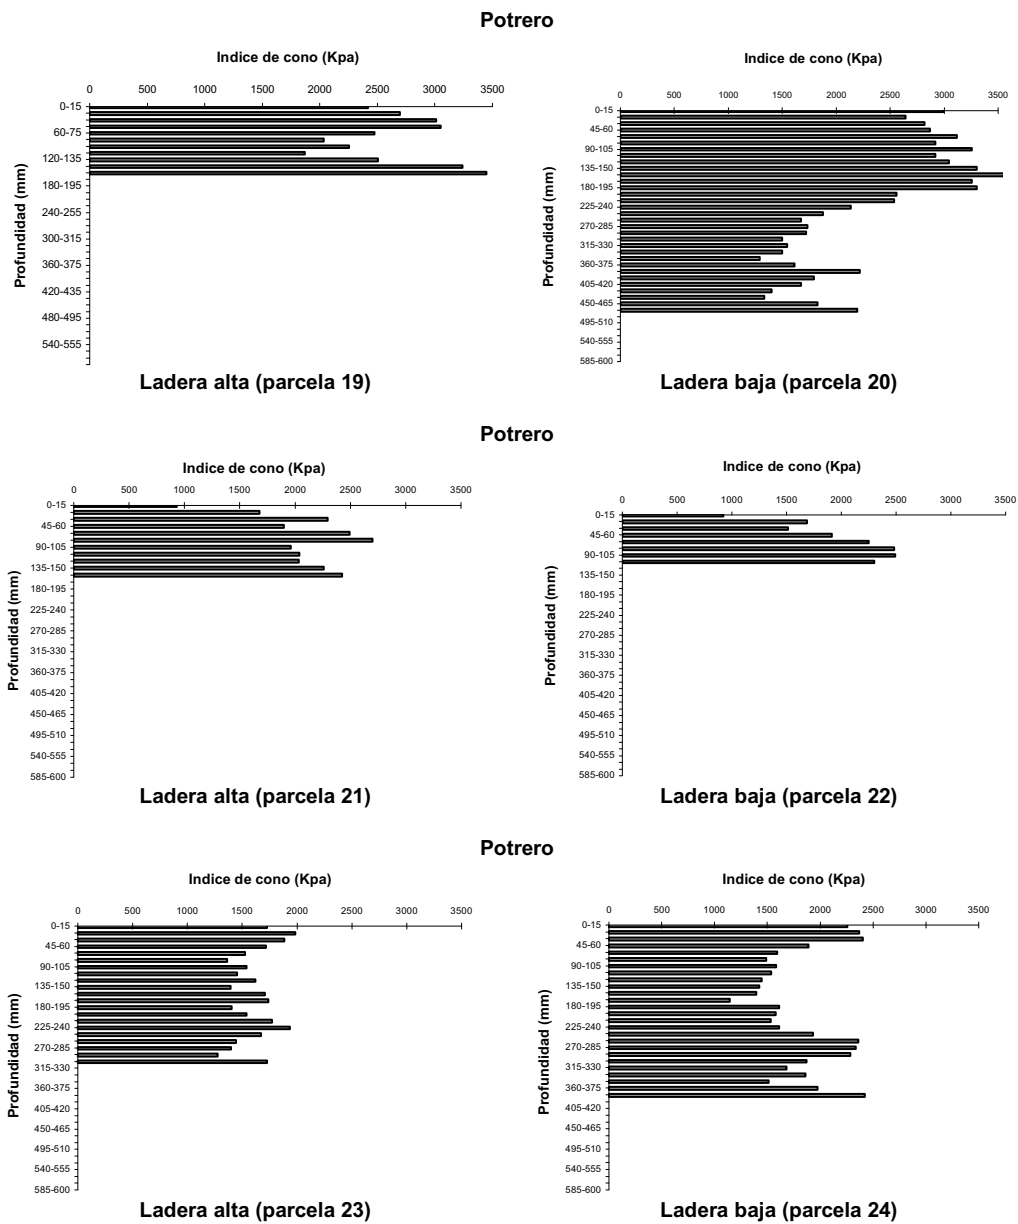 Potrero
Indice de cono (Kpa)
0 500 1000 1500 2000 2500 3000 3500
Profundidad (mm)
0-15
60-75
120-135
180-195
240-255
300-315
360-375
420-435
480-495
540-555
Ladera alta (parcela 19)
Indice de cono (Kpa)
0 500 1000 1500 2000 2500 3000 3500
Profundidad (mm)
0-15
45-60
90-105
135-150
180-195
225-240
270-285
315-330
360-375
405-420
450-465
495-510
540-555
585-600
Ladera baja (parcela 20)
Potrero
Indice de cono (Kpa)
0 500 1000 1500 2000 2500 3000 3500
Profundidad (mm)
0-15
45-60
90-105
135-150
180-195
225-240
270-285
315-330
360-375
405-420
450-465
495-510
540-555
585-600
Ladera alta (parcela 21)
Indice de cono (Kpa)
0 500 1000 1500 2000 2500 3000 3500
Profundidad (mm)
0-15
45-60
90-105
135-150
180-195
225-240
270-285
315-330
360-375
405-420
450-465
495-510
540-555
585-600
Ladera baja (parcela 22)
Potrero
Indice de cono (Kpa)
0 500 1000 1500 2000 2500 3000 3500
Profundidad (mm)
0-15
45-60
90-105
135-150
180-195
225-240
270-285
315-330
360-375
405-420
450-465
495-510
540-555
585-600
Ladera alta (parcela 23)
Indice de cono (Kpa)
0 500 1000 1500 2000 2500 3000 3500
Profundidad (mm)
0-15
45-60
90-105
135-150
180-195
225-240
270-285
315-330
360-375
405-420
450-465
495-510
540-555
585-600
Ladera baja (parcela 24)